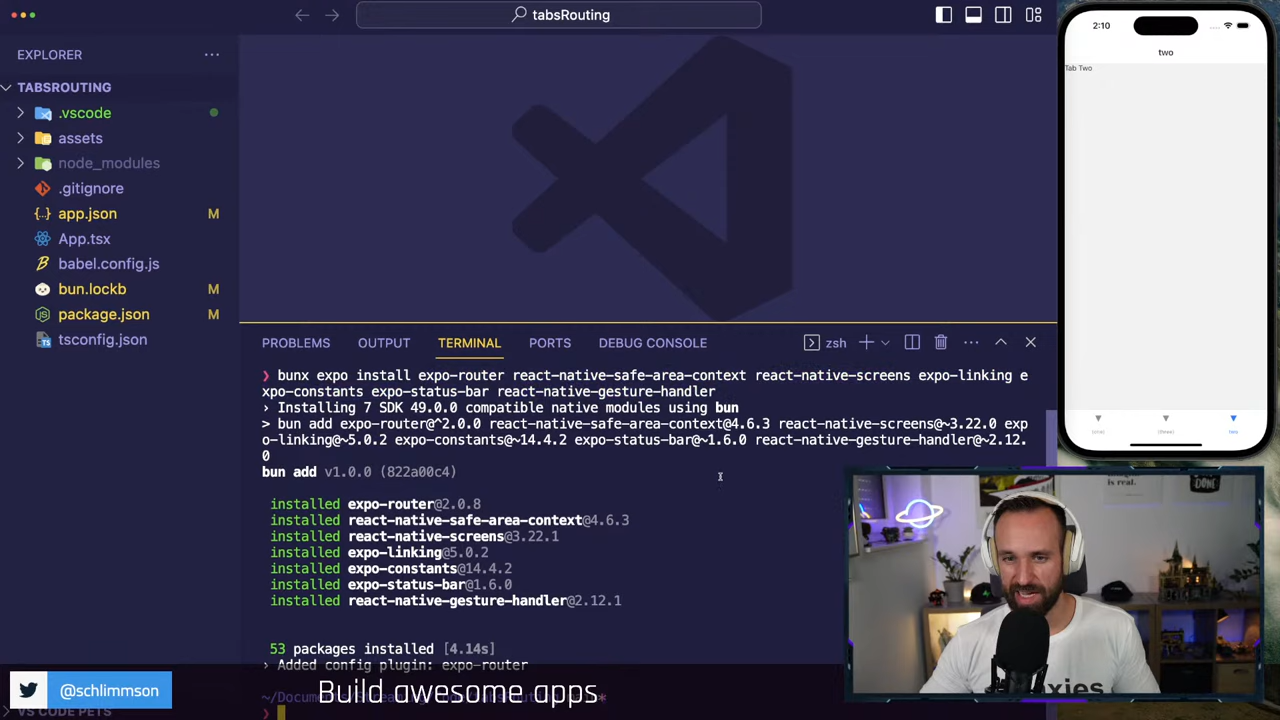 tabsRouting
EXPLORER
TABSROUTING
.vscode
assets
node_modules
.gitignore
app.json M
App.tsx
babel.config.js
bun.lockb M
package.json M
tsconfig.json
PROBLEMS OUTPUT TERMINAL PORTS DEBUG CONSOLE zsh
❯ bunx expo install expo-router react-native-safe-area-context react-native-screens expo-linking e
xpo-constants expo-status-bar react-native-gesture-handler
› Installing 7 SDK 49.0.0 compatible native modules using bun
> bun add expo-router@^2.0.0 react-native-safe-area-context@4.6.3 react-native-screens@~3.22.0 exp
o-linking@~5.0.2 expo-constants@~14.4.2 expo-status-bar@~1.6.0 react-native-gesture-handler@~2.12.
0
bun add v1.0.0 (822a00c4)
installed expo-router@2.0.8
installed react-native-safe-area-context@4.6.3
installed react-native-screens@3.22.1
installed expo-linking@5.0.2
installed expo-constants@14.4.2
installed expo-status-bar@1.6.0
installed react-native-gesture-handler@2.12.1
53 packages installed [4.14s]
› Added config plugin: expo-router
@schlimmson
Build awesome apps
VS CODE PETS
2:10
two
Tab Two
two
is real.
DONE